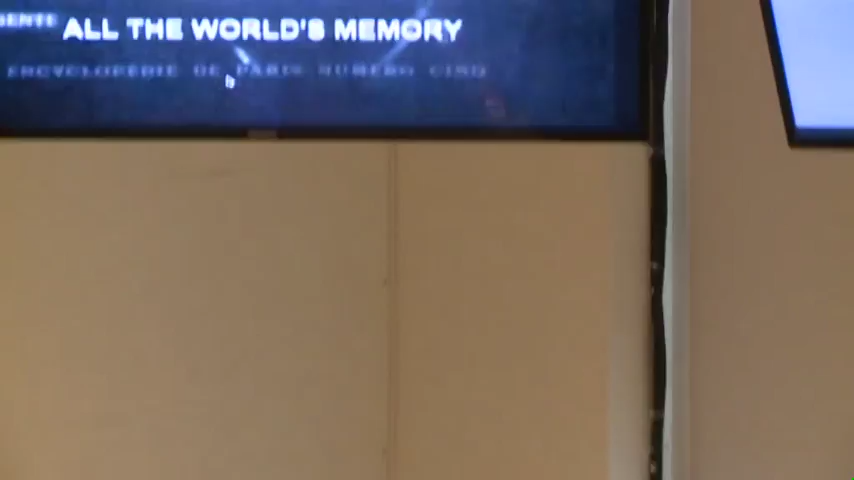 ALL THE WORLD'S MEMORY
ENCYCLOPEDIE DE PARIS NUMERO CINQ